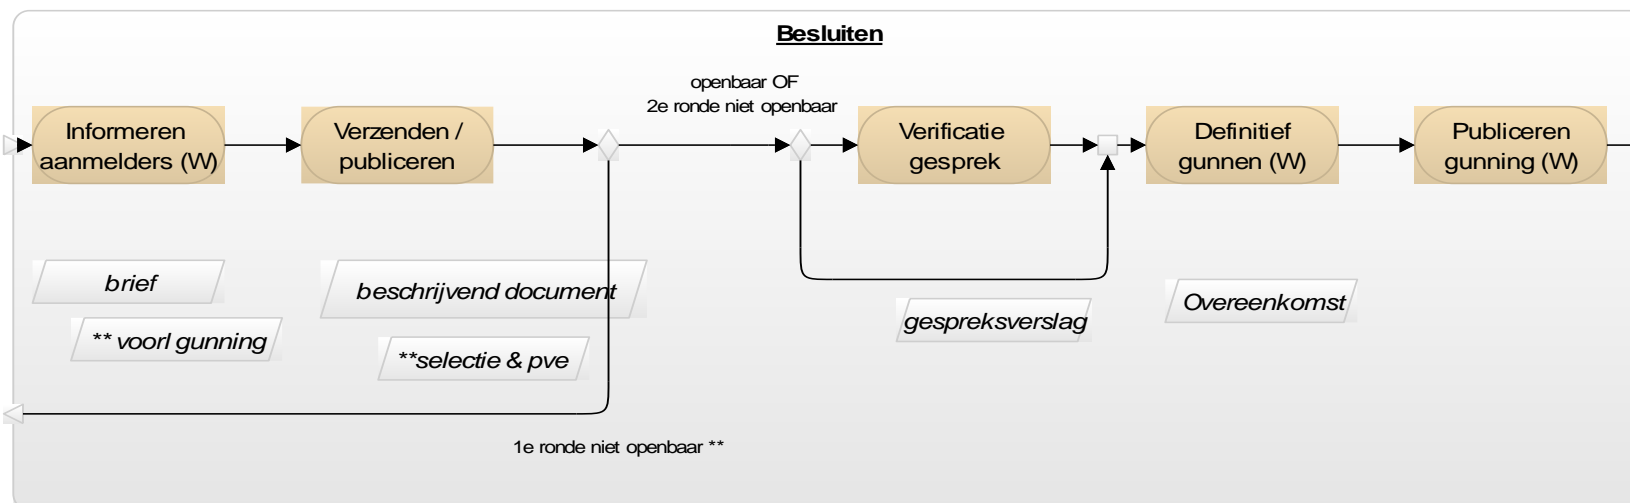 Besluiten
openbaar OF
2e ronde niet openbaar
Informeren
aanmelders (W)
Verzenden /
publiceren
Verificatie
gesprek
Definitief
gunnen (W)
Publiceren
gunning (W)
brief
** voorl gunning
beschrijvend document
**selectie & pve
gespreksverslag
Overeenkomst
1e ronde niet openbaar **